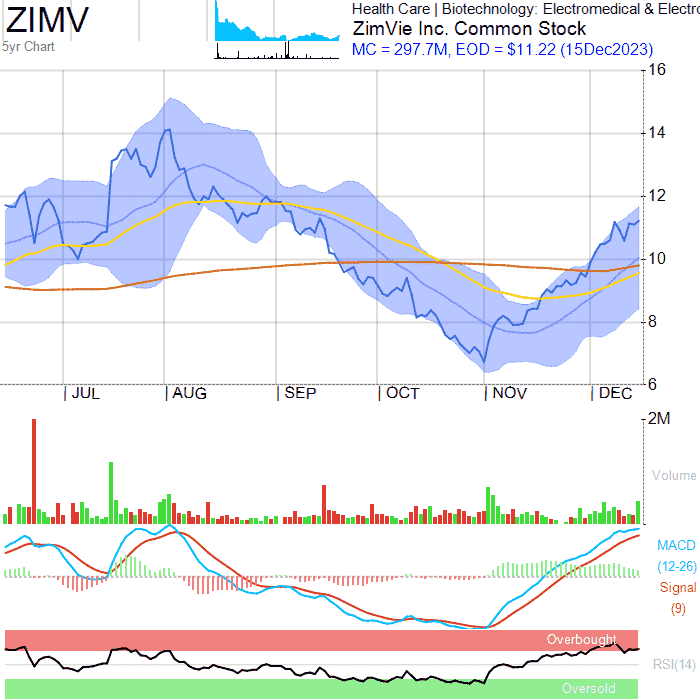 ZIMV
5yr Chart
Health Care | Biotechnology: Electromedical & Electro
ZimVie Inc. Common Stock
MC = 297.7M, EOD = $11.22 (15Dec2023)
16
14
12
10
8
6
JUL AUG SEP OCT NOV DEC
2M
Volume
MACD
(12-26)
Signal
(9)
Overbought
RSI(14)
Oversold